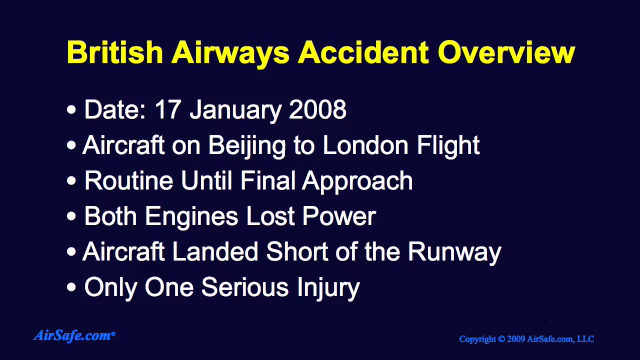 British Airways Accident Overview
• Date: 17 January 2008
• Aircraft on Beijing to London Flight
• Routine Until Final Approach
• Both Engines Lost Power
• Aircraft Landed Short of the Runway
• Only One Serious Injury
AirSafe.com®
Copyright © 2009 AirSafe.com, LLC